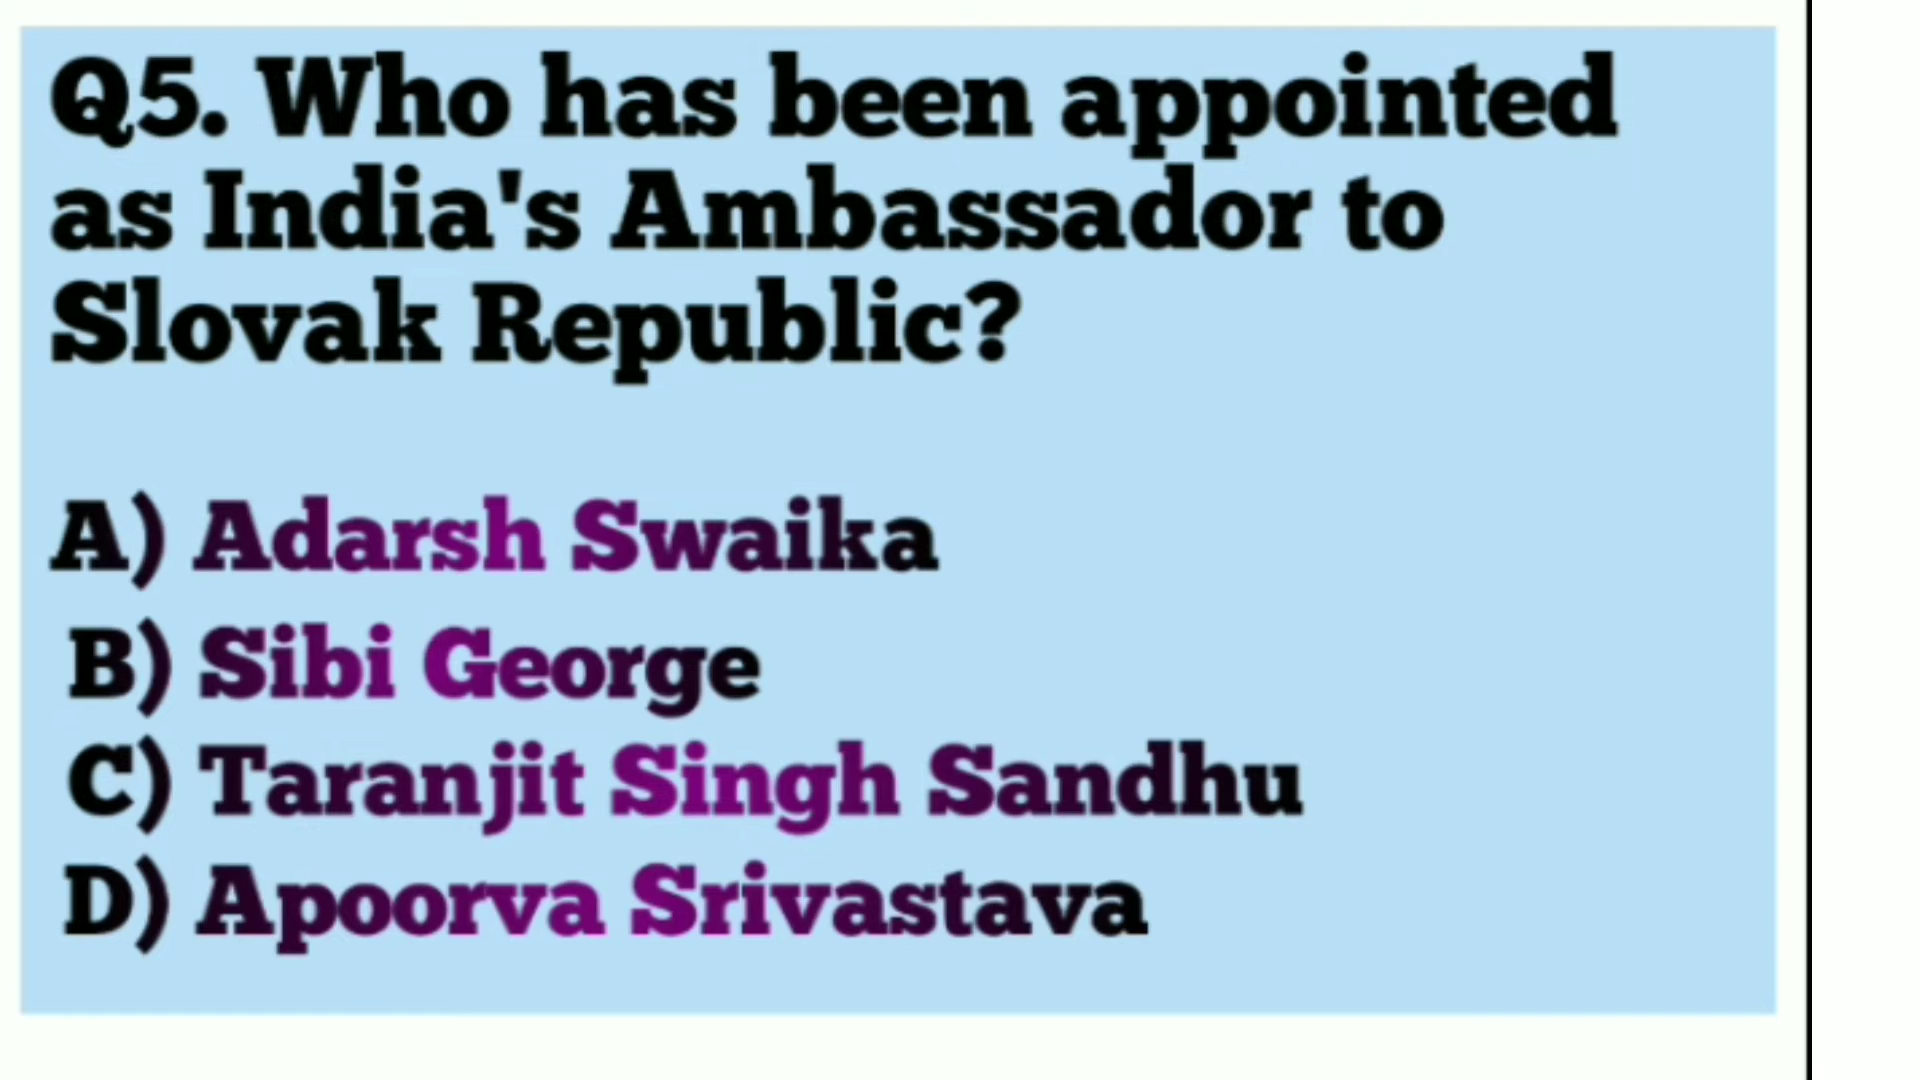 Q5. Who has been appointed
as India's Ambassador to
Slovak Republic?
A) Adarsh Swaika
B) Sibi George
C) Taranjit Singh Sandhu
D) Apoorva Srivastava